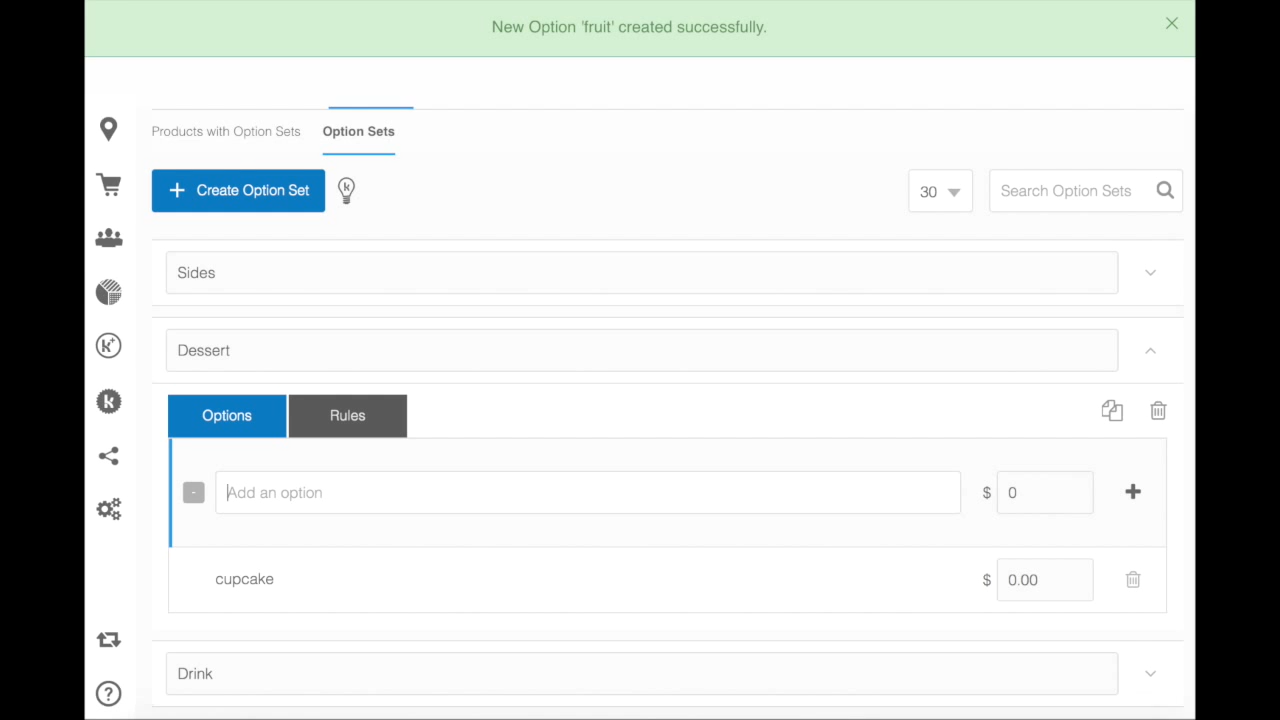 New Option 'fruit' created successfully.
Products with Option Sets
Option Sets
Create Option Set
30
Search Option Sets
Sides
Dessert
Options
Rules
- Add an option $ 0
cupcake $ 0.00
Drink